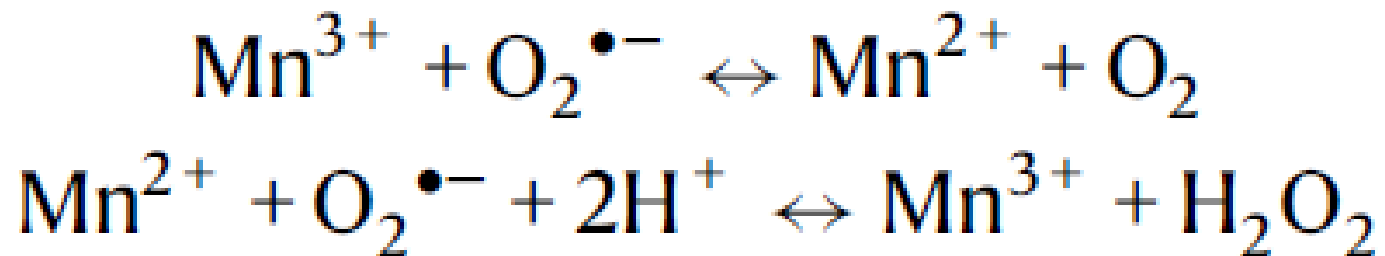 Mn³⁺ + O₂•⁻ ↔ Mn²⁺ + O₂
Mn²⁺ + O₂•⁻ + 2H⁺ ↔ Mn³⁺ + H₂O₂